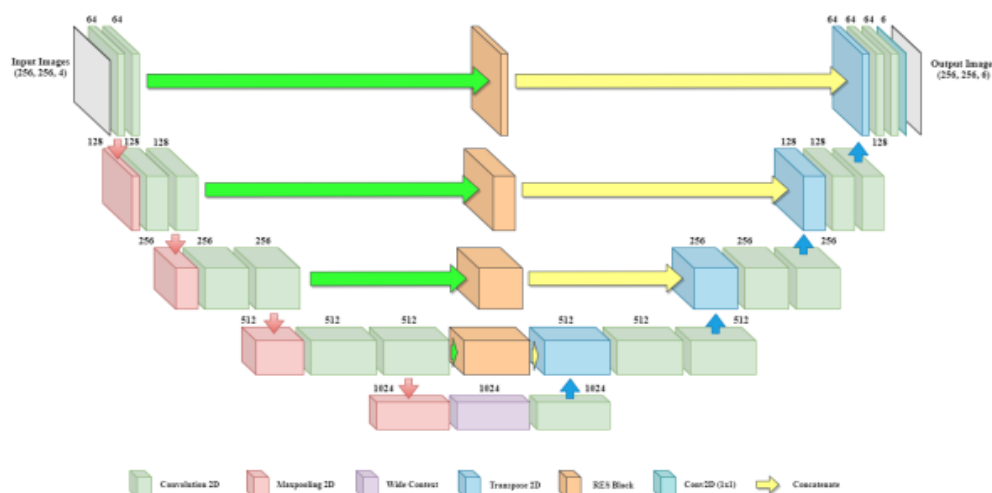 64 64
64 64 64 6
Input Images
(256, 256, 4)
Output Image
(256, 256, 6)
128 128 128
128 128 128
256 256 256
256 256 256
512 512 512 512 512 512
1024 1024 1024
Convolution 2D Maxpooling 2D Wide Context Transpose 2D RES Block Conv2D (1x1) Concatenate